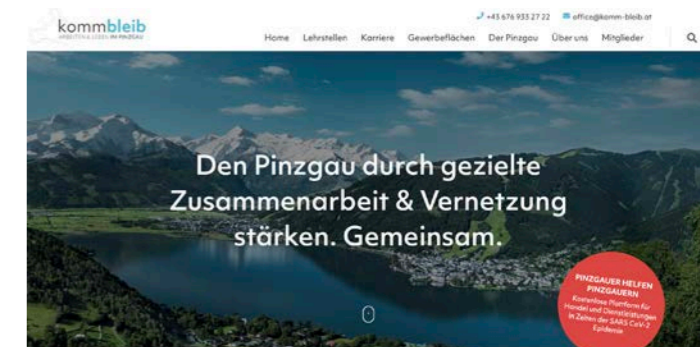 +43 676 933 27 22 office@komm-bleib.at
kommbleib
ARBEITEN & LEBEN IM PINZGAU
Home Lehrstellen Karriere Gewerbeflächen Der Pinzgau Über uns Mitglieder
Den Pinzgau durch gezielte
Zusammenarbeit & Vernetzung
stärken. Gemeinsam.
PINZGAUER HELFEN
PINZGAUERN
Kostenlose Plattform für
Handel und Dienstleistungen
in Zeiten der SARS CoV-2
Epidemie